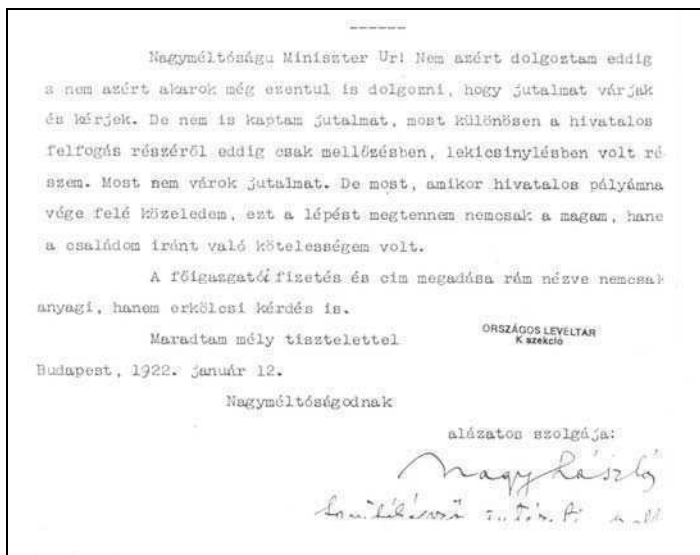 ------
Nagyméltóságu Miniszter Ur! Nem azért dolgoztam eddig
s nem azért akarok még ezentul is dolgozni, hogy jutalmat várjak
és kérjek. De nem is kaptam jutalmat, most különösen a hivatalos
felfogás részéről eddig csak mellőzésben, lekicsinylésben volt ré-
szem. Most nem várok jutalmat. De most, amikor hivatalos pályámna
vége felé közeledem, ezt a lépést megtennem nemcsak a magam, hane
a családom iránt való kötelességem volt.
A főigazgatói fizetés és cim megadása rám nézve nemcsak
anyagi, hanem erkölcsi kérdés is.
Maradtam mély tisztelettel
ORSZÁGOS LEVÉLTÁR
K szekció
Budapest, 1922. január 12.
Nagyméltóságodnak
alázatos szolgája:
Nagy László